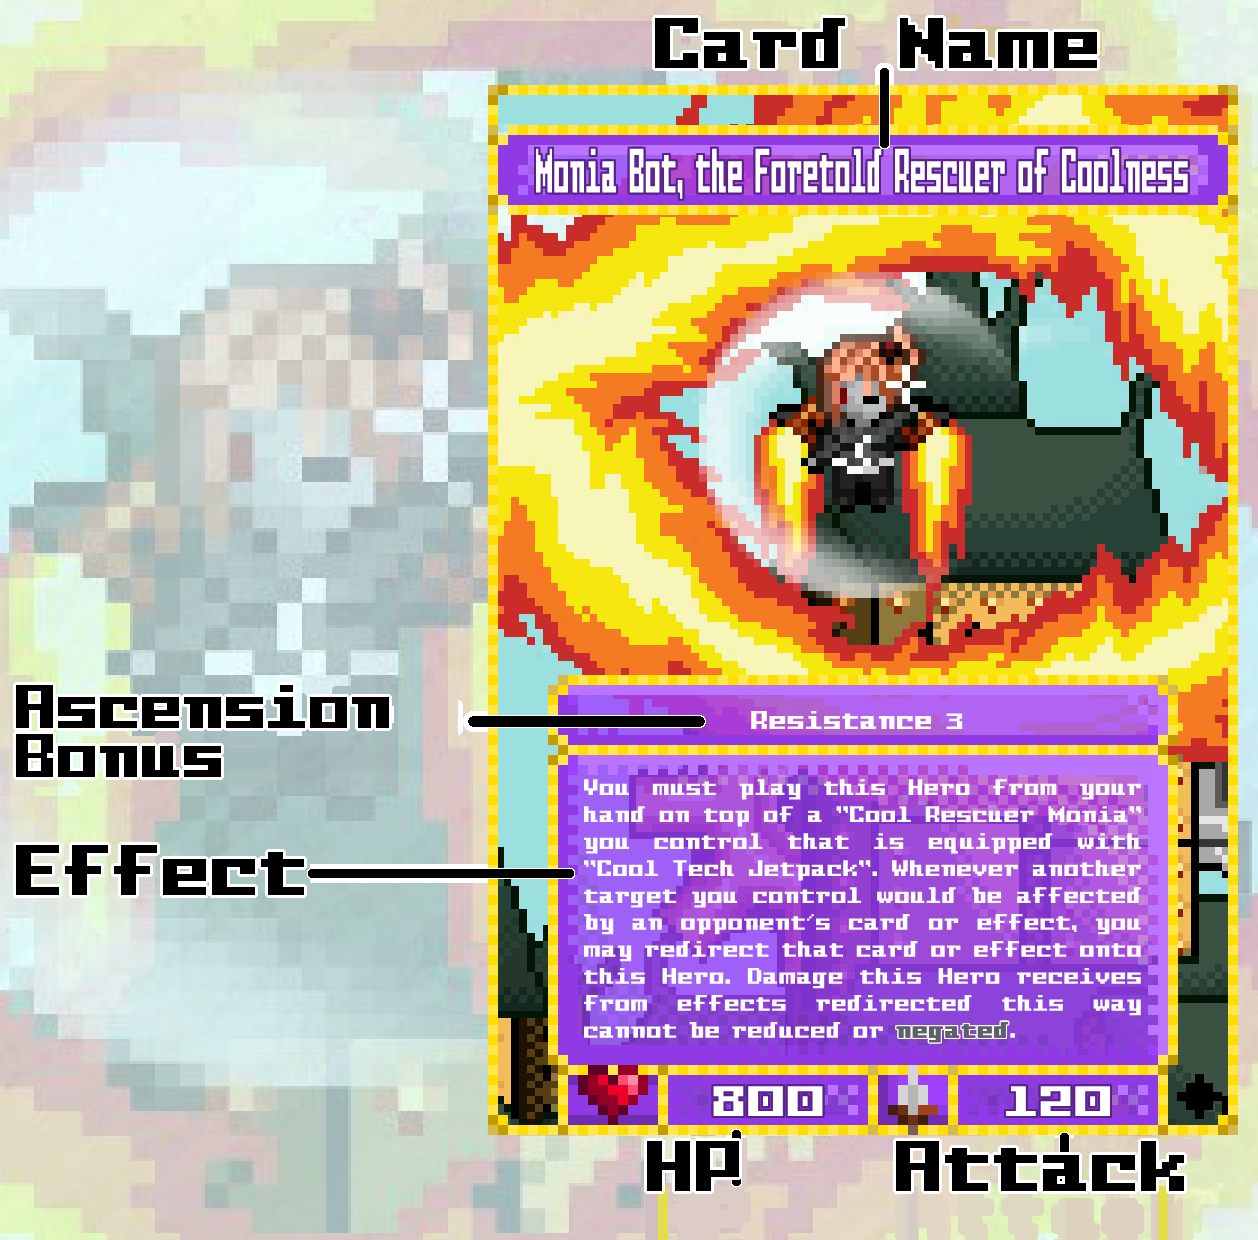 Card Name
Monia Bot, the Foretold Rescuer of Coolness
Ascension
Bonus
Resistance 3
Effect
You must play this Hero from your
hand on top of a "Cool Rescuer Monia"
you control that is equipped with
"Cool Tech Jetpack". Whenever another
target you control would be affected
by an opponent's card or effect, you
may redirect that card or effect onto
this Hero. Damage this Hero receives
from effects redirected this way
cannot be reduced or negated.
800
120
HP
Attack